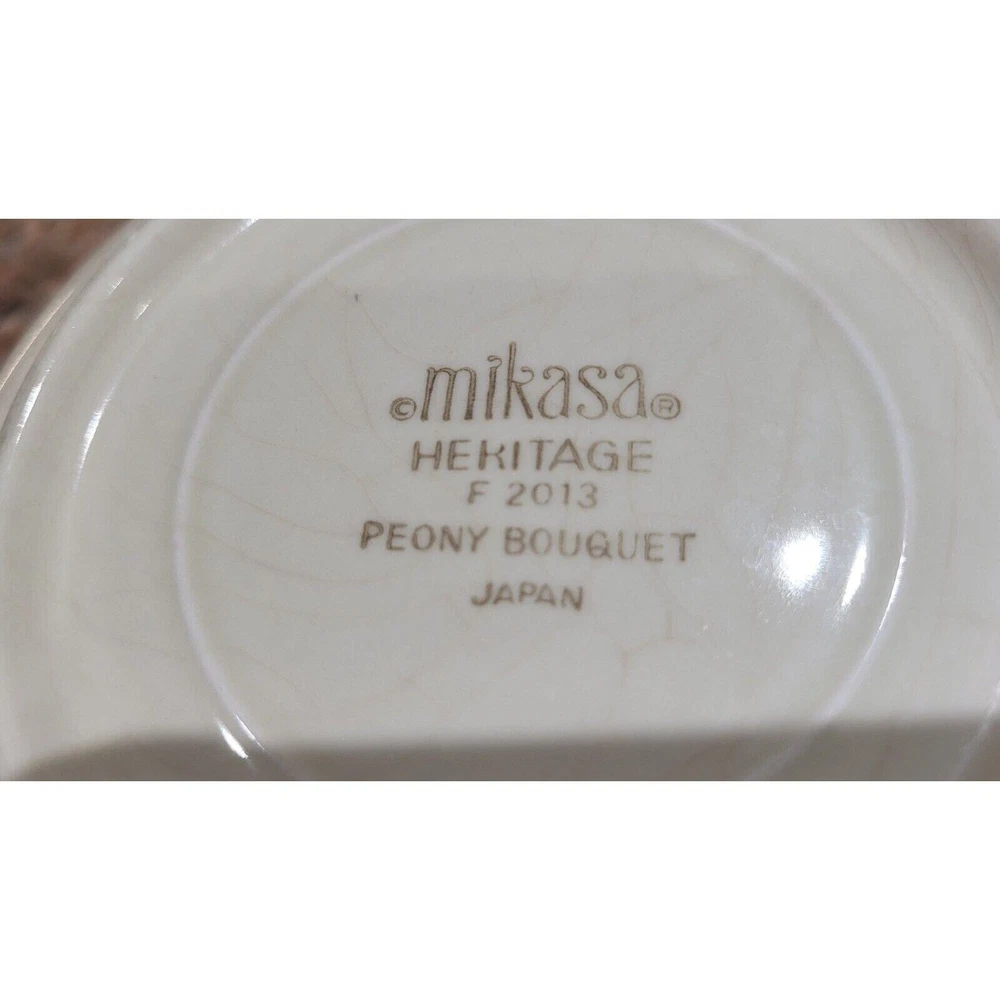 ©mikasa®
HERITAGE
F 2013
PEONY BOUQUET
JAPAN